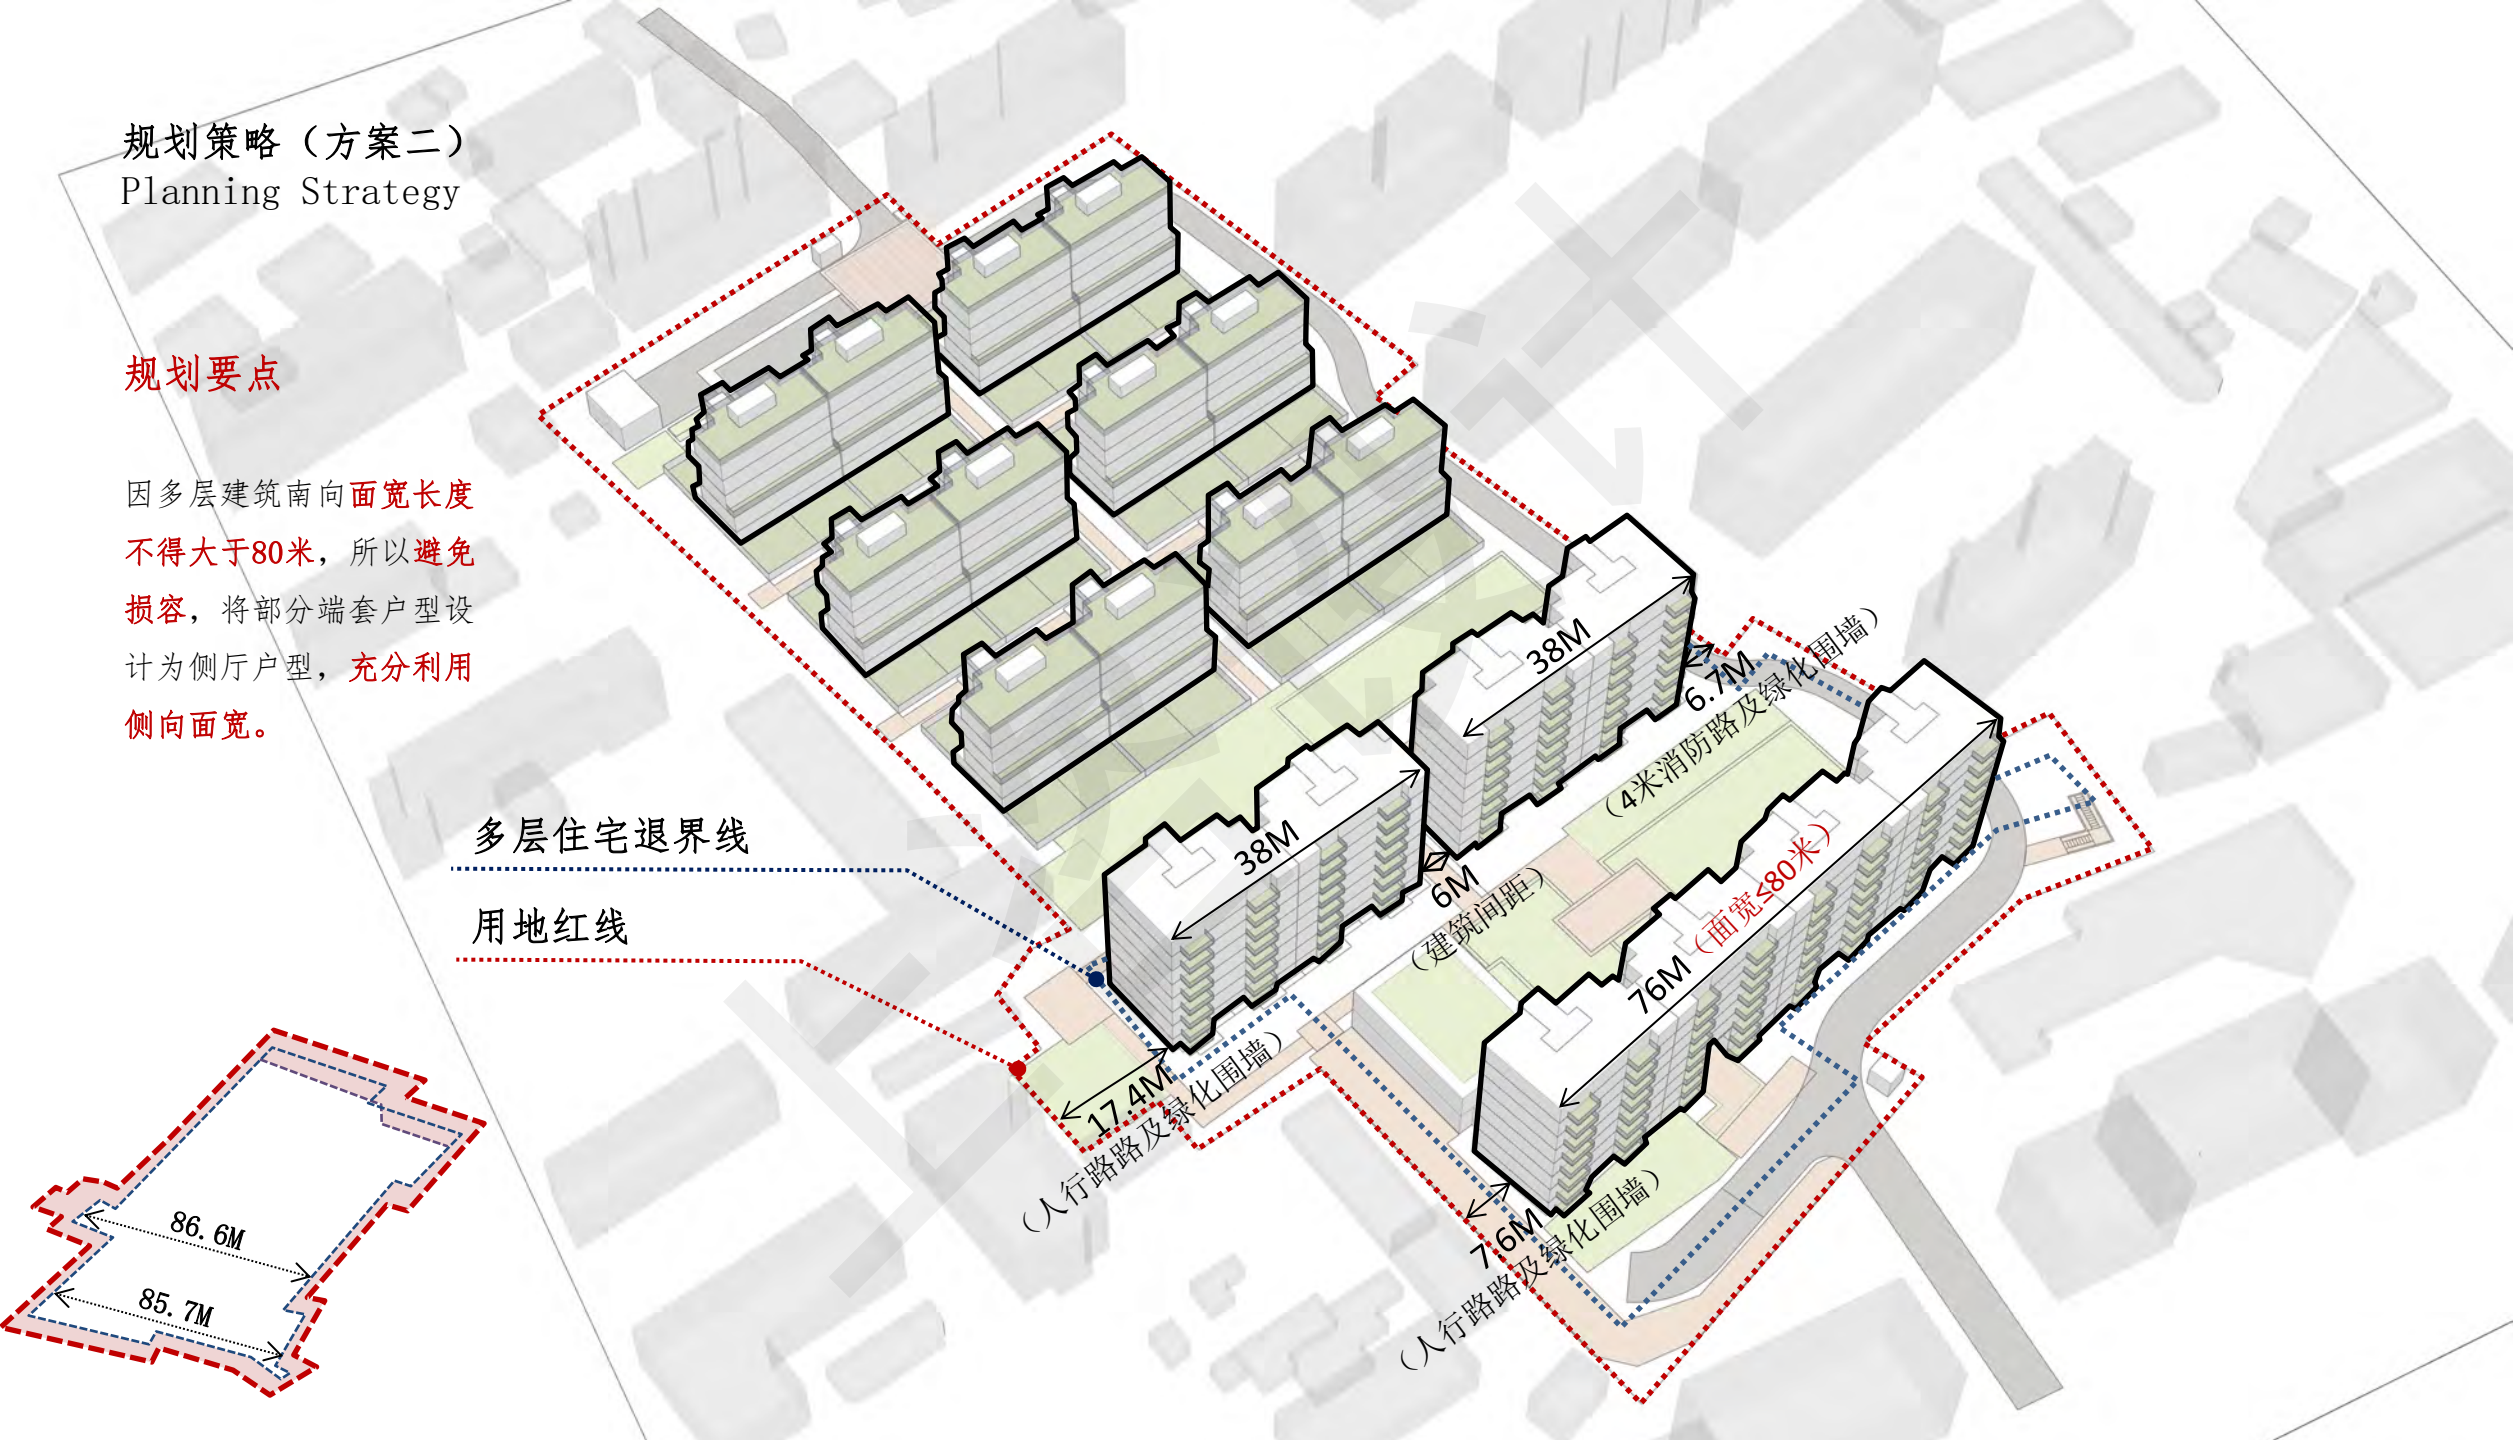 规划策略（方案二）
Planning Strategy
规划要点
因多层建筑南向面宽长度
不得大于80米，所以避免
损容，将部分端套户型设
计为侧厅户型，充分利用
侧向面宽。
多层住宅退界线
用地红线
86.6M
85.7M
38M
6.7M
（4米消防路及绿化围墙）
38M
6M
（建筑间距）
76M（面宽≤80米）
17.4M
（人行路路及绿化围墙）
7.6M
（人行路路及绿化围墙）